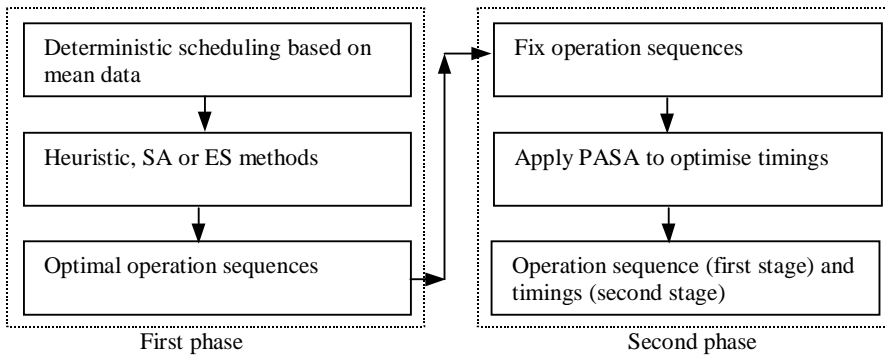 Deterministic scheduling based on
mean data
Heuristic, SA or ES methods
Optimal operation sequences
First phase
Fix operation sequences
Apply PASA to optimise timings
Operation sequence (first stage) and
timings (second stage)
Second phase